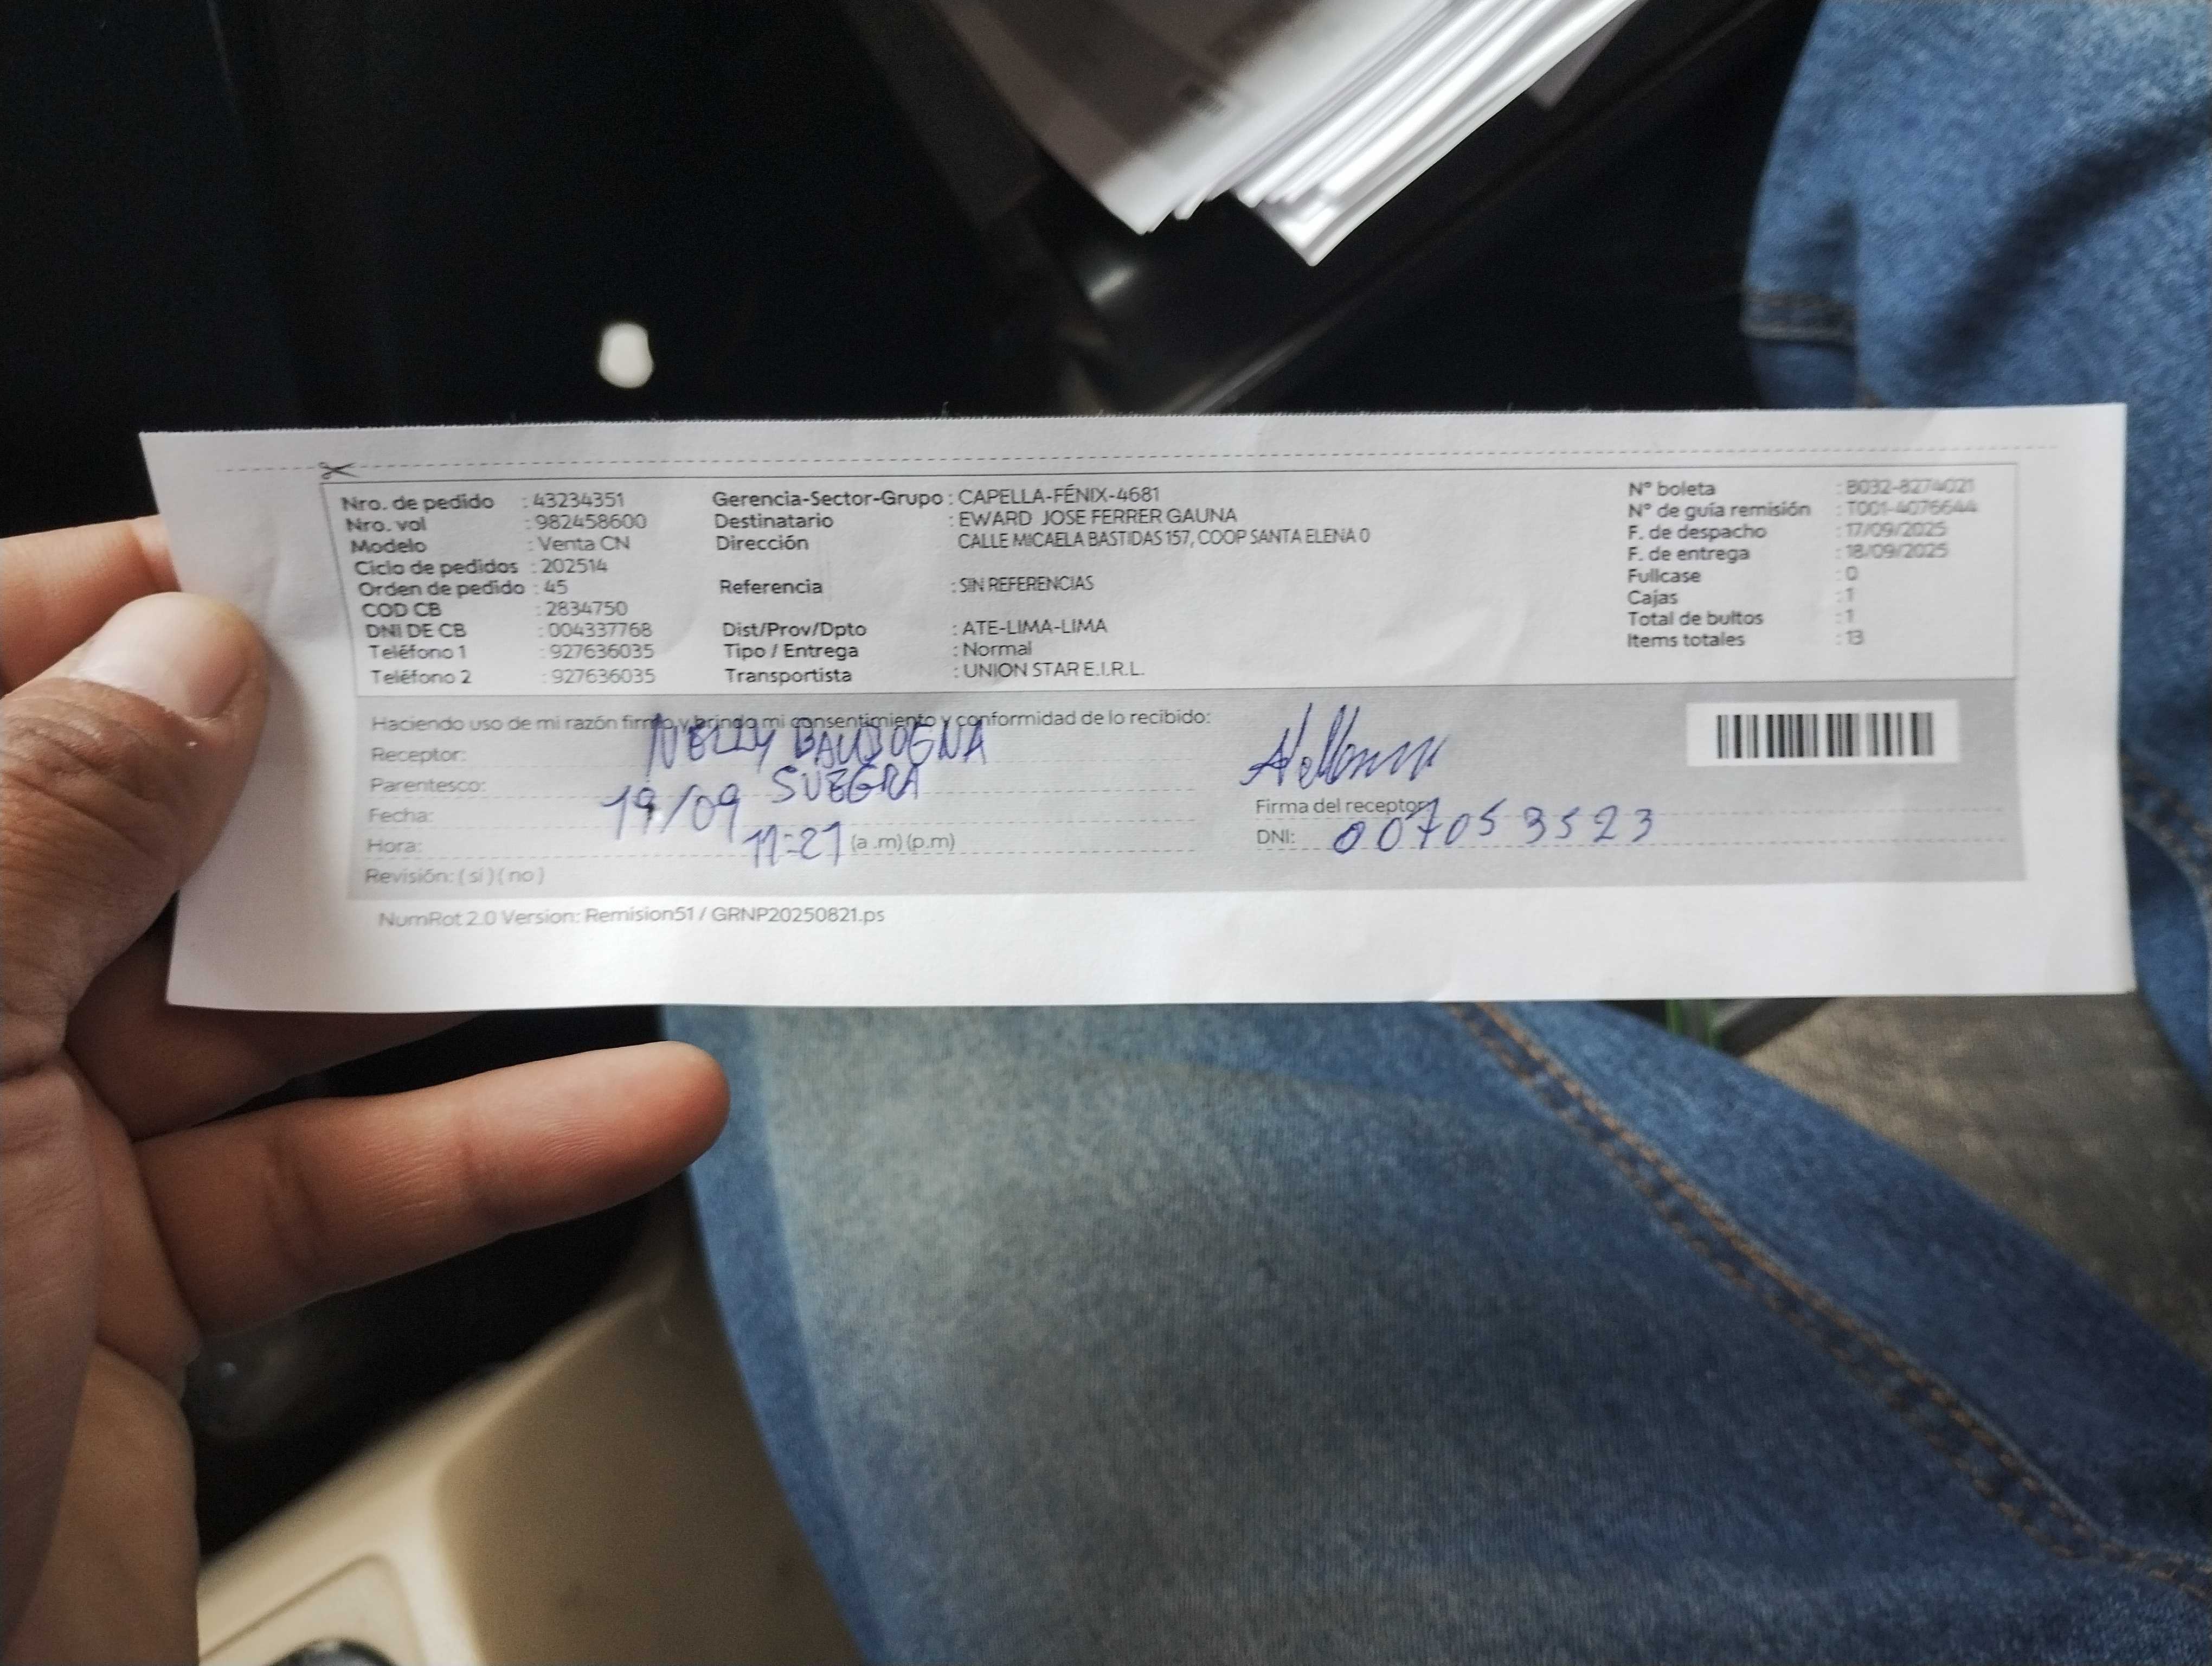 Nro. de pedido : 43234351 Gerencia-Sector-Grupo : CAPELLA-FÉNIX-4681 N° boleta : B032-8274021
Nro. vol : 982458600 Destinatario : EWARD JOSE FERRER GAUNA N° de guía remisión : T001-4076644
Modelo : Venta CN Dirección CALLE MICAELA BASTIDAS 157, COOP SANTA ELENA 0 F. de despacho : 17/09/2025
Ciclo de pedidos : 202514 F. de entrega : 18/09/2025
Orden de pedido : 45 Referencia : SIN REFERENCIAS Fullcase : 0
COD CB : 2834750 Cajas : 1
DNI DE CB : 004337768 Dist/Prov/Dpto : ATE-LIMA-LIMA Total de bultos : 1
Teléfono 1 : 927636035 Tipo / Entrega : Normal Items totales : 13
Teléfono 2 : 927636035 Transportista : UNION STAR E.I.R.L.
Haciendo uso de mi razón firmo y brindo mi consentimiento y conformidad de lo recibido:
Receptor: NELLY
Parentesco: SUEGRA
Fecha: 19/09 Firma del receptor
Hora: 11:21 (a .m) (p.m) DNI: 007053523
Revisión: ( si ) ( no )
NumRot 2.0 Version: Remision51 / GRNP20250821.ps